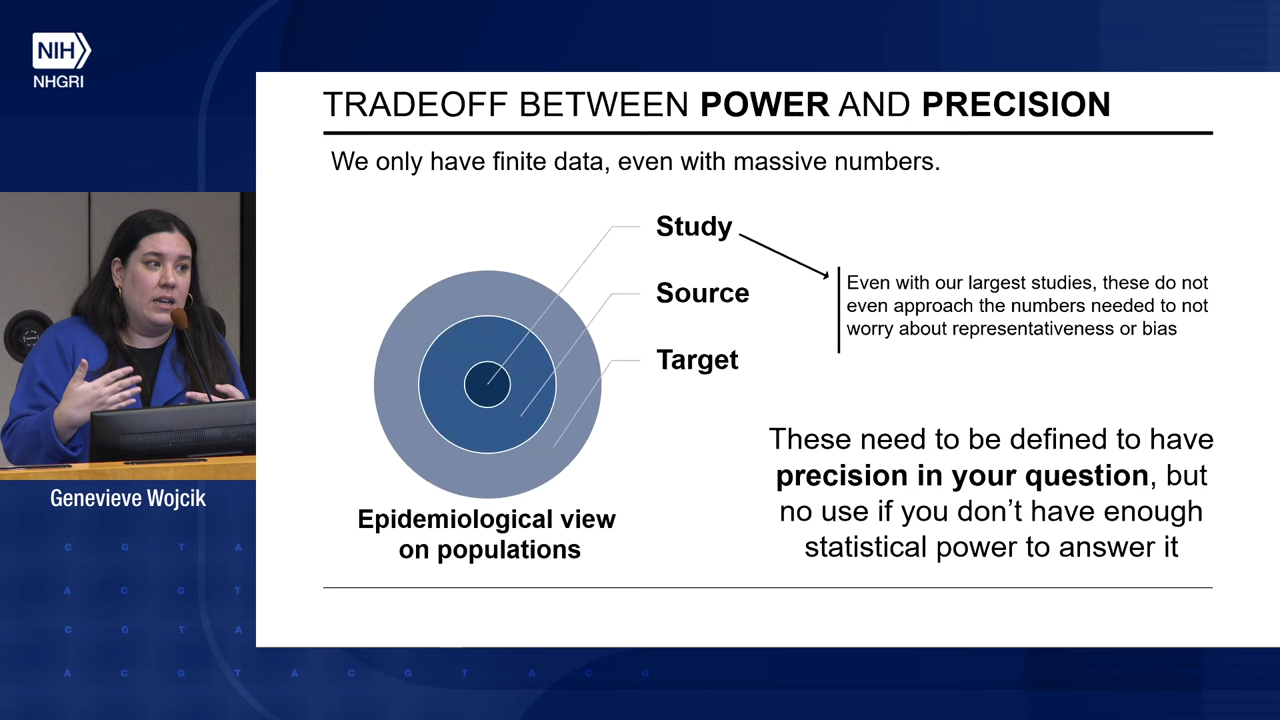 NIH
NHGRI
TRADEOFF BETWEEN POWER AND PRECISION
We only have finite data, even with massive numbers.
Study
Source
Target
Even with our largest studies, these do not
even approach the numbers needed to not
worry about representativeness or bias
These need to be defined to have
precision in your question, but
no use if you don’t have enough
statistical power to answer it
Epidemiological view
on populations
Genevieve Wojcik
C G T A
A C G T
C G T A
A C G T A C G T A C G